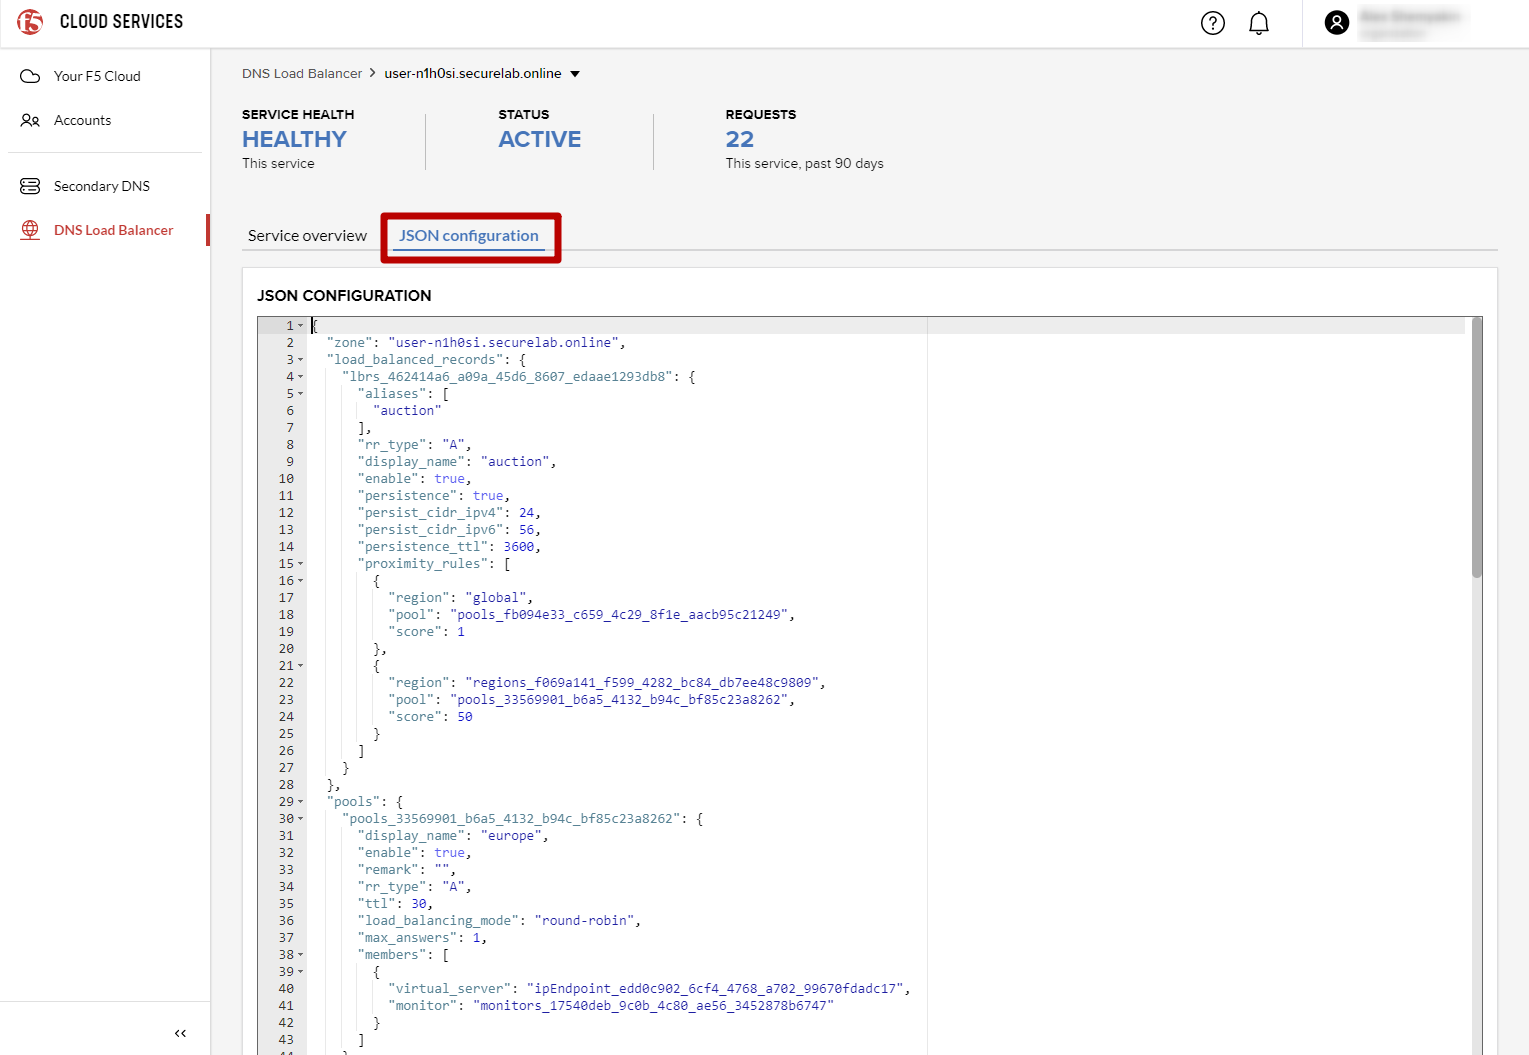 f5 CLOUD SERVICES
Your F5 Cloud
Accounts
Secondary DNS
DNS Load Balancer
DNS Load Balancer > user-n1h0si.securelab.online
SERVICE HEALTH
HEALTHY
This service
STATUS
ACTIVE
REQUESTS
22
This service, past 90 days
Service overview
JSON configuration
JSON CONFIGURATION
1 {
2 "zone": "user-n1h0si.securelab.online",
3 "load_balanced_records": {
4 "lbrs_462414a6_a09a_45d6_8607_edaae1293db8": {
5 "aliases": [
6 "auction"
7 ],
8 "rr_type": "A",
9 "display_name": "auction",
10 "enable": true,
11 "persistence": true,
12 "persist_cidr_ipv4": 24,
13 "persist_cidr_ipv6": 56,
14 "persistence_ttl": 3600,
15 "proximity_rules": [
16 {
17 "region": "global",
18 "pool": "pools_fb094e33_c659_4c29_8f1e_aacb95c21249",
19 "score": 1
20 },
21 {
22 "region": "regions_f069a141_f599_4282_bc84_db7ee48c9809",
23 "pool": "pools_33569901_b6a5_4132_b94c_bf85c23a8262",
24 "score": 50
25 }
26 ]
27 }
28 },
29 "pools": {
30 "pools_33569901_b6a5_4132_b94c_bf85c23a8262": {
31 "display_name": "europe",
32 "enable": true,
33 "remark": "",
34 "rr_type": "A",
35 "ttl": 30,
36 "load_balancing_mode": "round-robin",
37 "max_answers": 1,
38 "members": [
39 {
40 "virtual_server": "ipEndpoint_edd0c902_6cf4_4768_a702_99670fdadc17",
41 "monitor": "monitors_17540deb_9c0b_4c80_ae56_3452878b6747"
42 }
43 ]